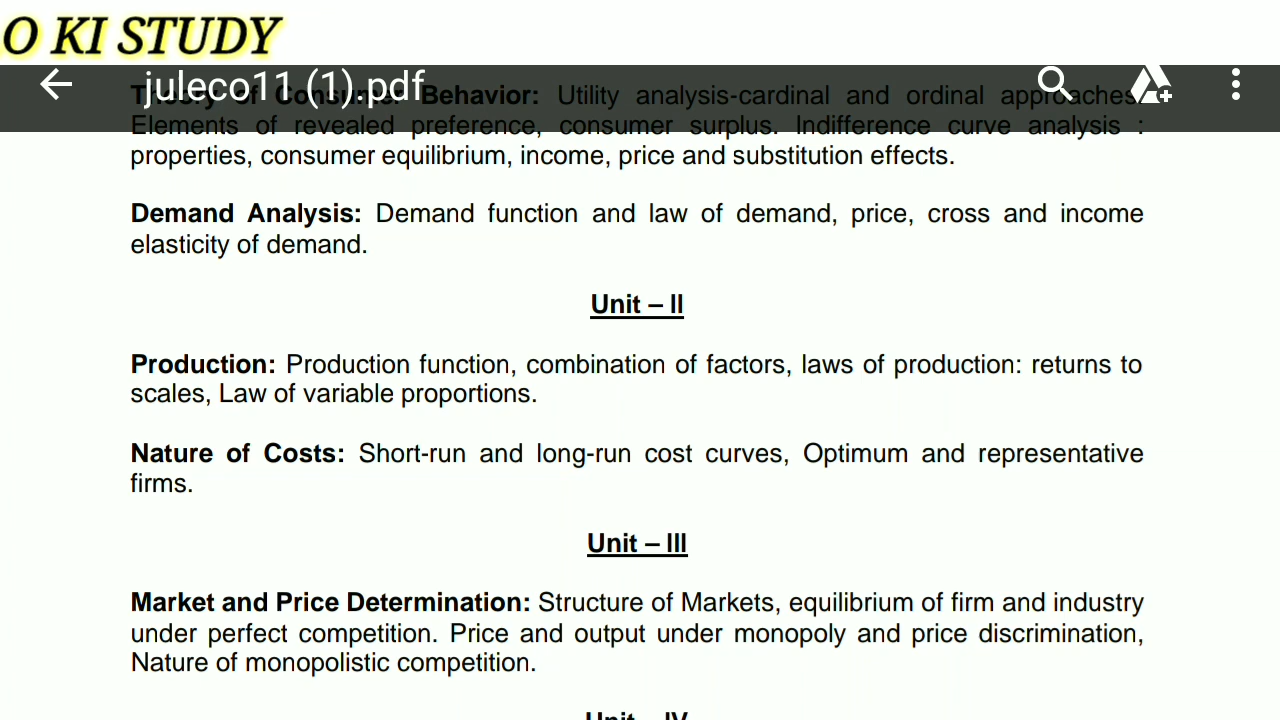 O KI STUDY
juleco11 (1).pdf
Theory of Consumer Behavior: Utility analysis-cardinal and ordinal approaches.
Elements of revealed preference, consumer surplus. Indifference curve analysis :
properties, consumer equilibrium, income, price and substitution effects.
Demand Analysis: Demand function and law of demand, price, cross and income
elasticity of demand.
Unit – II
Production: Production function, combination of factors, laws of production: returns to
scales, Law of variable proportions.
Nature of Costs: Short-run and long-run cost curves, Optimum and representative
firms.
Unit – III
Market and Price Determination: Structure of Markets, equilibrium of firm and industry
under perfect competition. Price and output under monopoly and price discrimination,
Nature of monopolistic competition.
Unit – IV